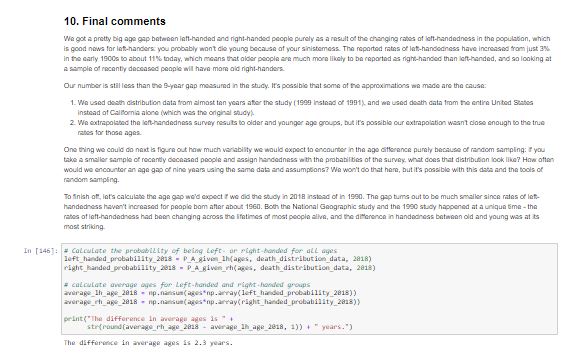 10. Final comments
We got a pretty big age gap between left-handed and right-handed people purely as a result of the changing rates of left-handedness in the population, which
is good news for left-handers: you probably won't die young because of your sinisterness. The reported rates of left-handedness have increased from just 3%
in the early 1900s to about 11% today, which means that older people are much more likely to be reported as right-handed than left-handed, and so looking at
a sample of recently deceased people will have more old right-handers.
Our number is still less than the 9-year gap measured in the study. It's possible that some of the approximations we made are the cause:
1. We used death distribution data from almost ten years after the study (1999 instead of 1991), and we used death data from the entire United States
instead of California alone (which was the original study).
2. We extrapolated the left-handedness survey results to older and younger age groups, but it's possible our extrapolation wasn't close enough to the true
rates for those ages.
One thing we could do next is figure out how much variability we would expect to encounter in the age difference purely because of random sampling: if you
take a smaller sample of recently deceased people and assign handedness with the probabilities of the survey, what does that distribution look like? How often
would we encounter an age gap of nine years using the same data and assumptions? We won't do that here, but it's possible with this data and the tools of
random sampling.
To finish off, let's calculate the age gap we'd expect if we did the study in 2018 instead of in 1990. The gap turns out to be much smaller since rates of left-
handedness haven't increased for people born after about 1960. Both the National Geographic study and the 1990 study happened at a unique time - the
rates of left-handedness had been changing across the lifetimes of most people alive, and the difference in handedness between old and young was at its
most striking.
In [146]: # Calculate the probability of being left- or right-handed for all ages
left_handed_probability_2018 = P_A_given_lh(ages, death_distribution_data, 2018)
right_handed_probability_2018 = P_A_given_rh(ages, death_distribution_data, 2018)
# calculate average ages for left-handed and right-handed groups
average_lh_age_2018 = np.nansum(ages*np.array(left_handed_probability_2018))
average_rh_age_2018 = np.nansum(ages*np.array(right_handed_probability_2018))
print("The difference in average ages is " +
str(round(average_rh_age_2018 - average_lh_age_2018, 1)) + " years.")
The difference in average ages is 2.3 years.